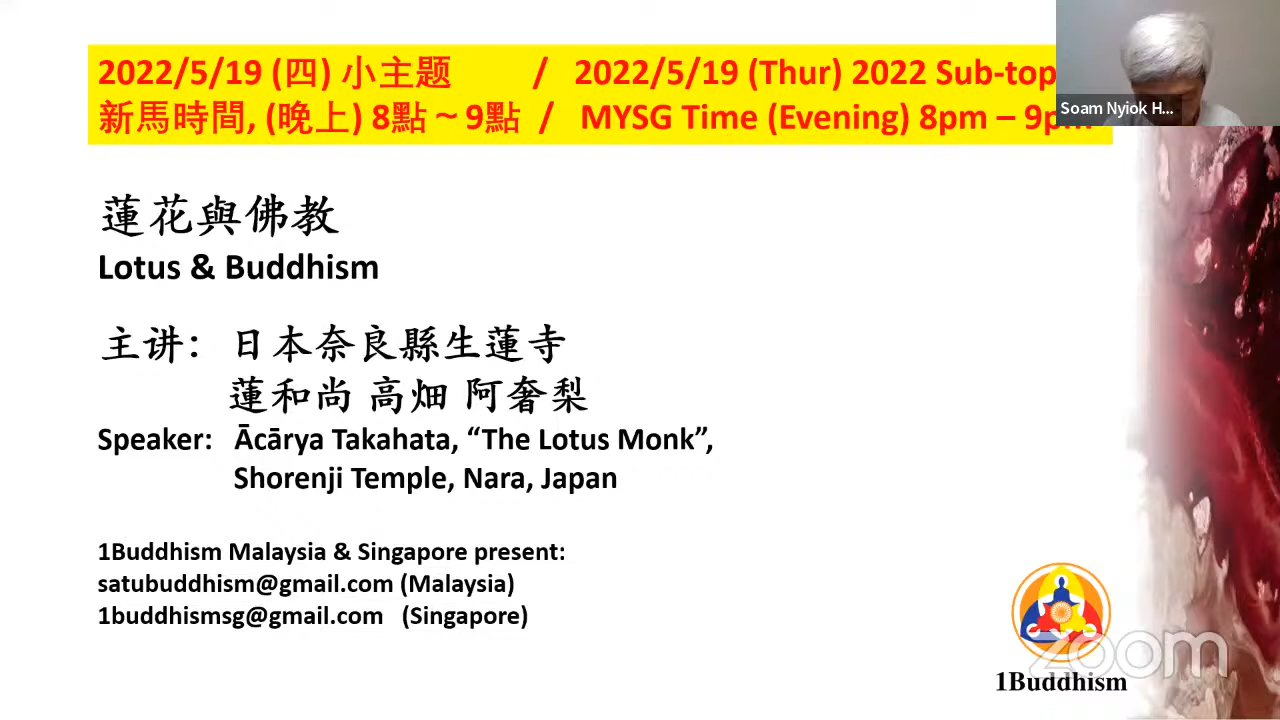 2022/5/19 (四) 小主题 / 2022/5/19 (Thur) 2022 Sub-top
新馬時間, (晚上) 8點 ~ 9點 / MYSG Time (Evening) 8pm – 9pm
Soam Nyiok H...
蓮花與佛教
Lotus & Buddhism
主讲: 日本奈良縣生蓮寺
蓮和尚 高畑 阿奢梨
Speaker: Ācārya Takahata, “The Lotus Monk”,
Shorenji Temple, Nara, Japan
1Buddhism Malaysia & Singapore present:
satubuddhism@gmail.com (Malaysia)
1buddhismsg@gmail.com (Singapore)
zoom
1Buddhism